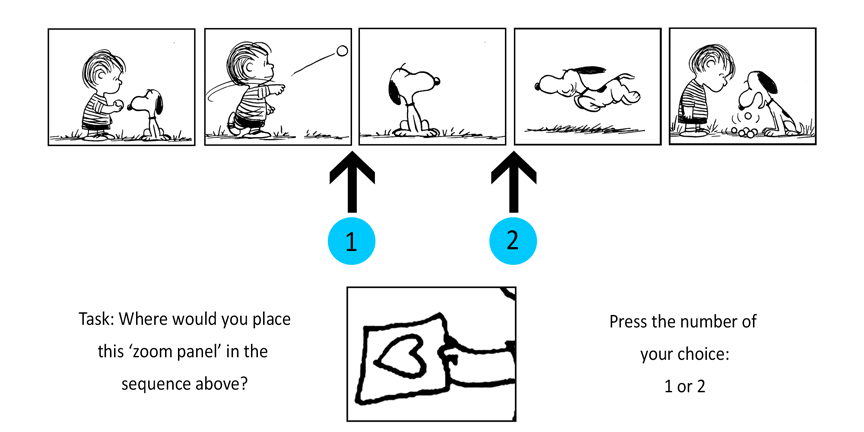 1
2
Task: Where would you place
this ‘zoom panel’ in the
sequence above?
Press the number of
your choice:
1 or 2